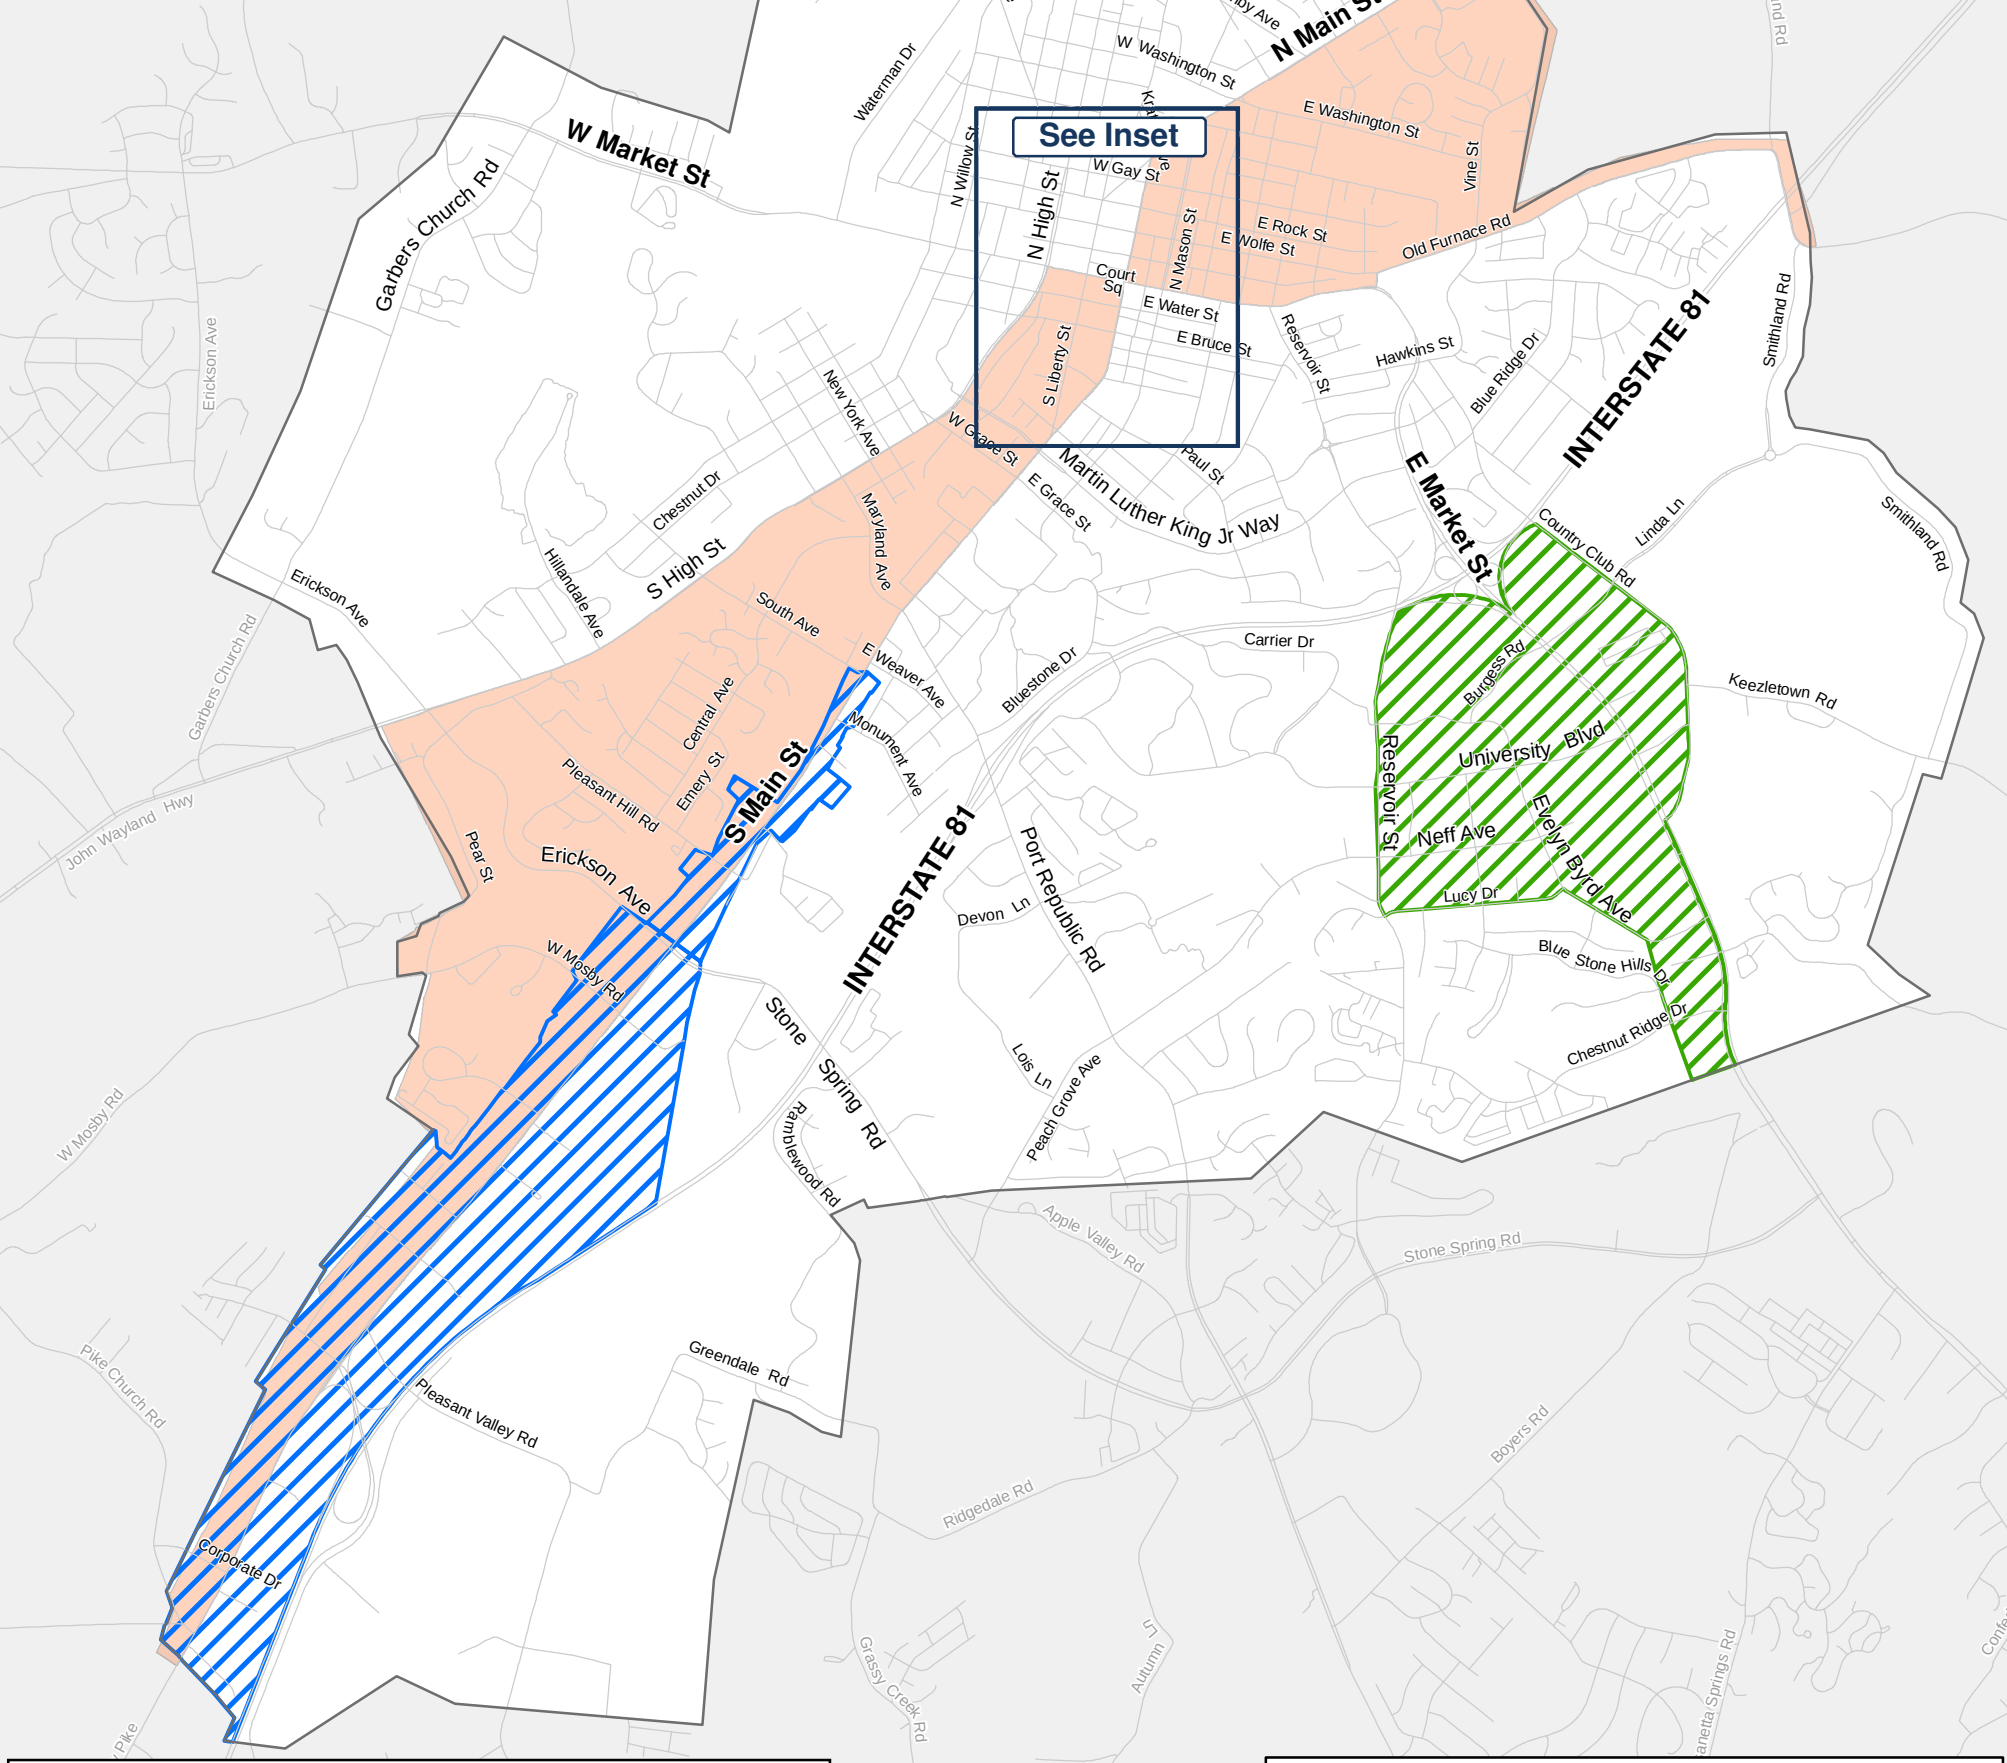 N Main St
W Washington St
Waterman Dr
E Washington St
See Inset
W Market St
N Willow St
W Gay St
Vine St
Garbers Church Rd
N High St
N Mason St
E Rock St
E Wolfe St
Old Furnace Rd
Court
Sq
E Water St
E Bruce St
Reservoir St
Hawkins St
Blue Ridge Dr
INTERSTATE 81
Smithland Rd
Erickson Ave
S Liberty St
New York Ave
W Grace St
Martin Luther King Jr Way
Paul St
E Grace St
E Market St
Chestnut Dr
Maryland Ave
S High St
Hillandale Ave
Country Club Rd
Linda Ln
Smithland Rd
Erickson Ave
South Ave
E Weaver Ave
Bluestone Dr
Carrier Dr
Burgess Rd
Keezletown Rd
Garbers Church Rd
Central Ave
Monument Ave
University Blvd
Reservoir St
S Main St
Emery St
Pleasant Hill Rd
John Wayland Hwy
Pear St
Erickson Ave
INTERSTATE 81
Port Republic Rd
Neff Ave
Evelyn Byrd Ave
Lucy Dr
Devon Ln
W Mosby Rd
Blue Stone Hills Dr
Stone Spring Rd
Chestnut Ridge Dr
Lois Ln
Peach Grove Ave
Ramblewood Rd
W Mosby Rd
Apple Valley Rd
Stone Spring Rd
Greendale Rd
Pike Church Rd
Pleasant Valley Rd
Boyers Rd
Ridgedale Rd
Corporate Dr
Grassy Creek Rd
Autumn Ln
Springs Rd
Pike